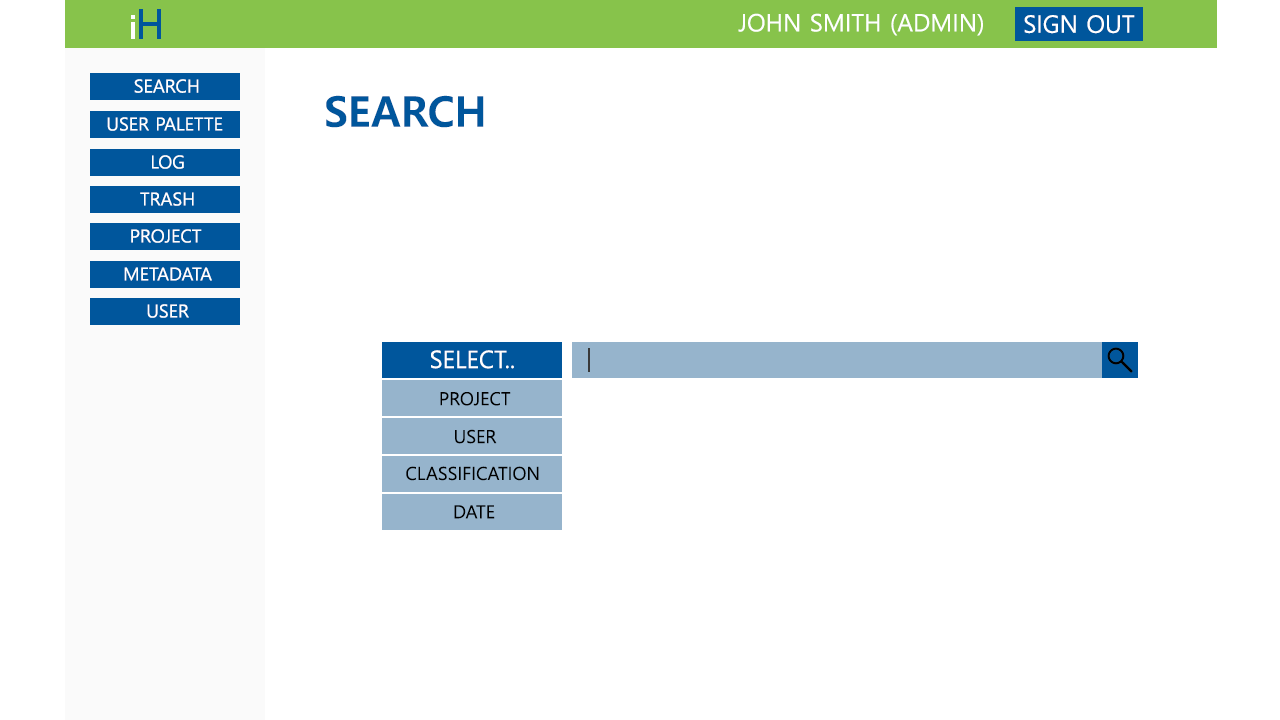 iH
JOHN SMITH (ADMIN)
SIGN OUT
SEARCH
USER PALETTE
LOG
TRASH
PROJECT
METADATA
USER
SEARCH
SELECT..
PROJECT
USER
CLASSIFICATION
DATE